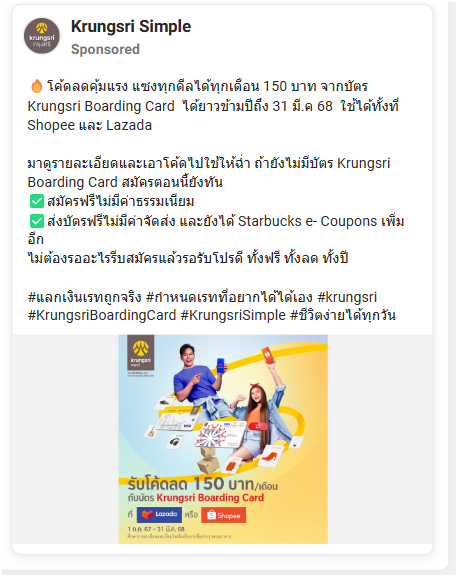 Krungsri Simple
krungsri
กรุงศรี
Sponsored
🔥 โค้ดลดคุ้มแรง แซงทุกดีลได้ทุกเดือน 150 บาท จากบัตร
Krungsri Boarding Card ได้ยาวข้ามปีถึง 31 มี.ค 68 ใช้ได้ทั้งที่
Shopee และ Lazada
มาดูรายละเอียดและเอาโค้ดไปใช้ให้ฉ่ำ ถ้ายังไม่มีบัตร Krungsri
Boarding Card สมัครตอนนี้ยังทัน
✅ สมัครฟรีไม่มีค่าธรรมเนียม
✅ ส่งบัตรฟรีไม่มีค่าจัดส่ง และยังได้ Starbucks e- Coupons เพิ่ม
อีก
ไม่ต้องรออะไรรีบสมัครแล้วรอรับโปรดี ทั้งฟรี ทั้งลด ทั้งปี
#แลกเงินเรทถูกจริง #กำหนดเรทที่อยากได้ได้เอง #krungsri
#KrungsriBoardingCard #KrungsriSimple #ชีวิตง่ายได้ทุกวัน
krungsri
กรุงศรี
VISA
รับโค้ดลด 150 บาท/เดือน
กับบัตร Krungsri Boarding Card
ที่ Lazada หรือ Shopee
1 ก.ค. 67 - 31 มี.ค. 68